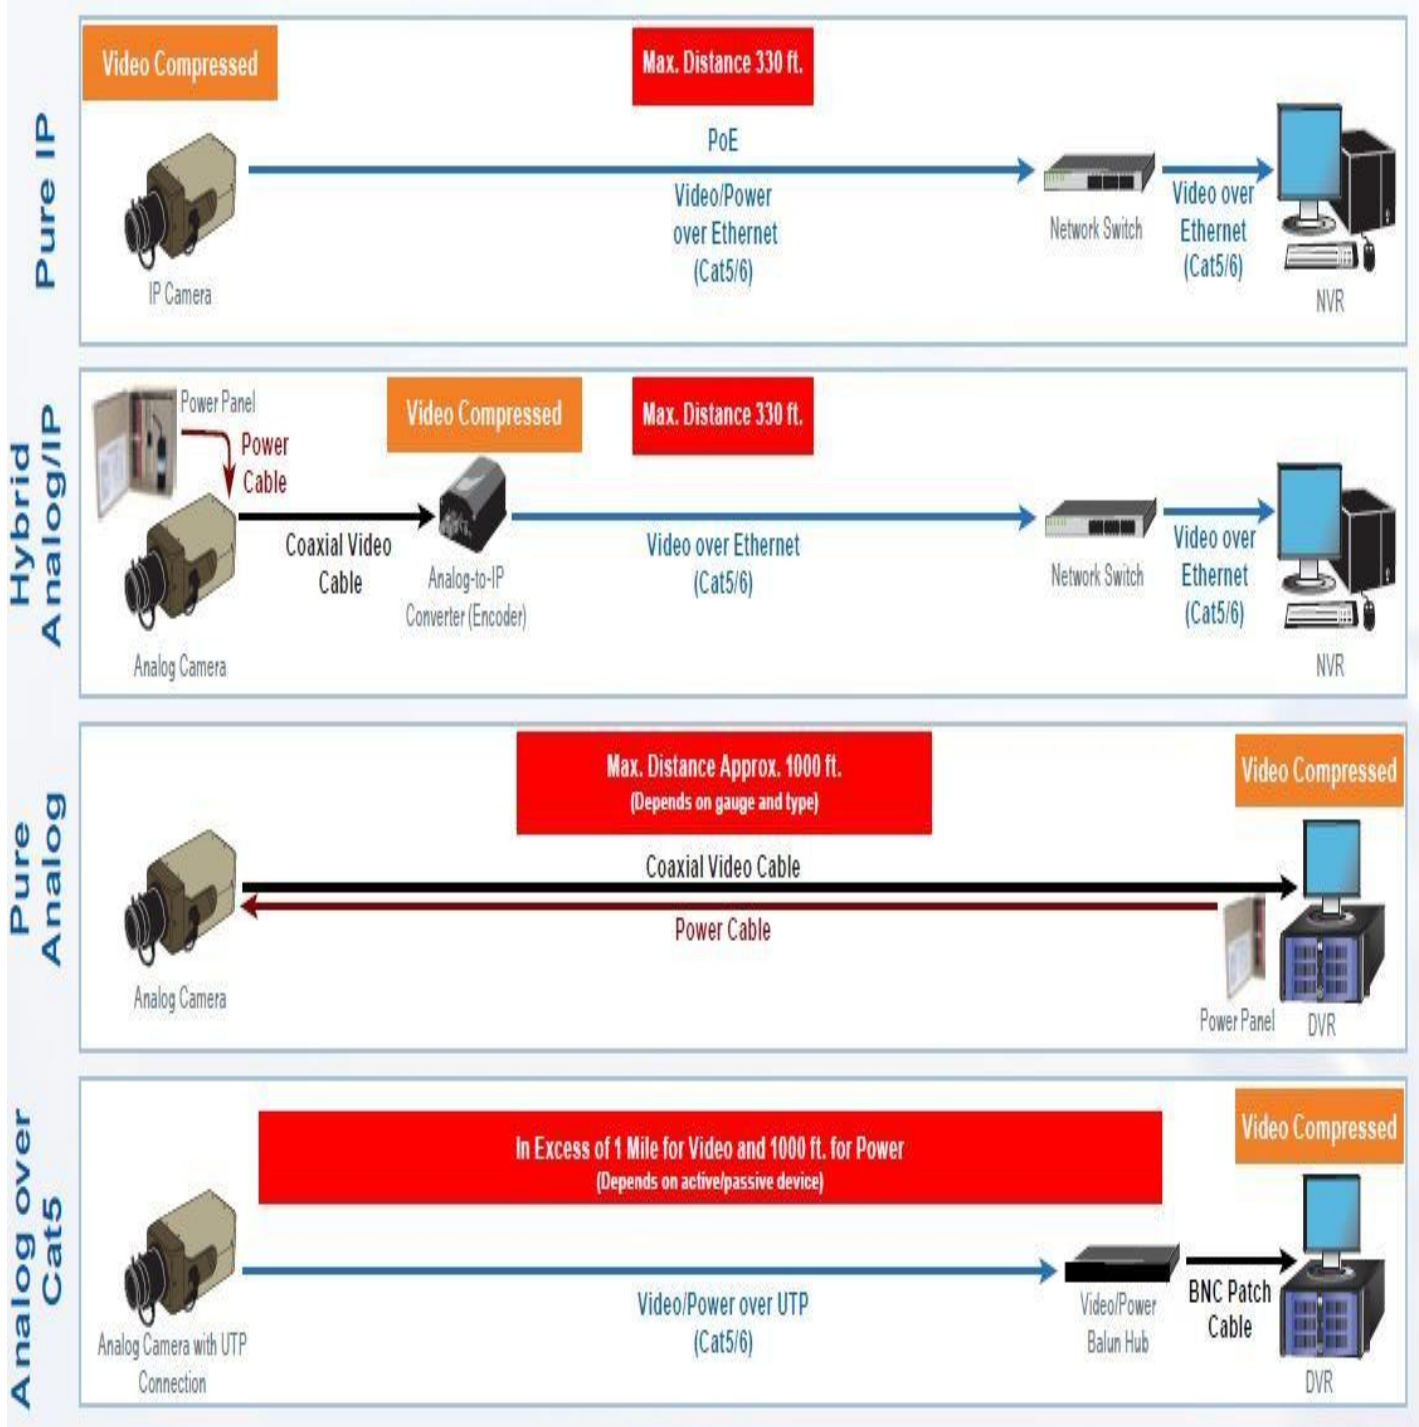 Pure IP
Video Compressed
Max. Distance 330 ft.
PoE
Video/Power
over Ethernet
(Cat5/6)
IP Camera
Network Switch
Video over
Ethernet
(Cat5/6)
NVR
Hybrid
Analog/IP
Power Panel
Power
Cable
Video Compressed
Max. Distance 330 ft.
Coaxial Video
Cable
Analog-to-IP
Converter (Encoder)
Video over Ethernet
(Cat5/6)
Analog Camera
Network Switch
Video over
Ethernet
(Cat5/6)
NVR
Pure
Analog
Max. Distance Approx. 1000 ft.
(Depends on gauge and type)
Video Compressed
Coaxial Video Cable
Power Cable
Analog Camera
Power Panel
DVR
Analog over
Cat5
In Excess of 1 Mile for Video and 1000 ft. for Power
(Depends on active/passive device)
Video Compressed
Video/Power over UTP
(Cat5/6)
Analog Camera with UTP
Connection
Video/Power
Balun Hub
BNC Patch
Cable
DVR